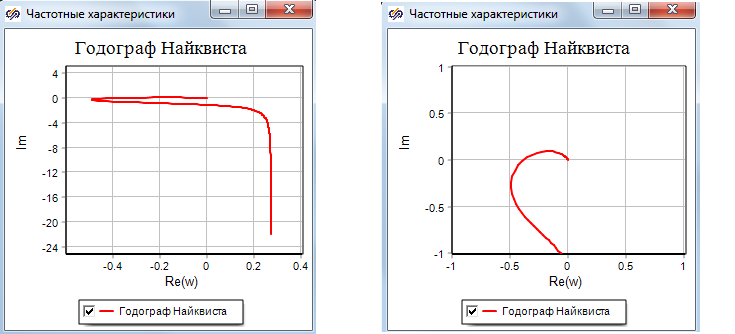 Частотные характеристики
Годограф Найквиста
4
0
-4
-8
-12
-16
-20
-24
Im
-0.4
-0.2
0
0.2
0.4
Re(w)
Годограф Найквиста
Частотные характеристики
Годограф Найквиста
1
0.5
0
-0.5
-1
Im
-1
-0.5
0
0.5
1
Re(w)
Годограф Найквиста